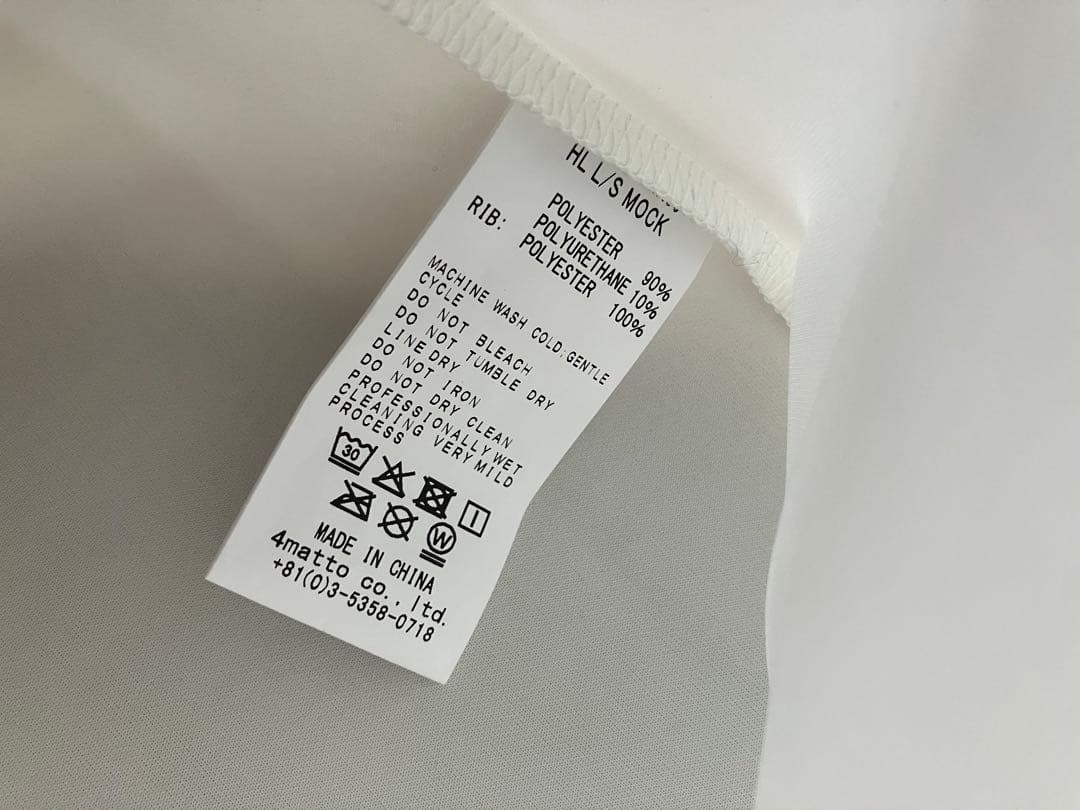 HL L/S MOCK
POLYESTER 90%
POLYURETHANE 10%
RIB: POLYESTER 100%
MACHINE WASH COLD:GENTLE
CYCLE
DO NOT BLEACH
DO NOT TUMBLE DRY
LINE DRY
DO NOT IRON
DO NOT DRY CLEAN
PROFESSIONALLY WET
CLEANING VERY MILD
PROCESS
30
W
MADE IN CHINA
4matto co., ltd.
+81(0)3-5358-0718